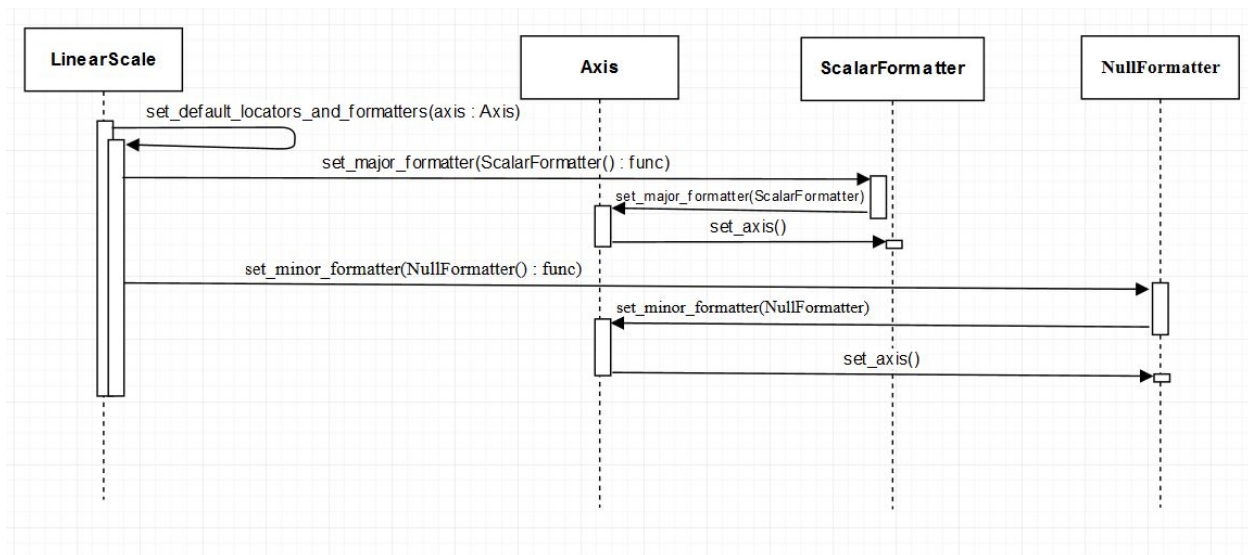 LinearScale
Axis
ScalarFormatter
NullFormatter
set_default_locators_and_formatters(axis : Axis)
set_major_formatter(ScalarFormatter() : func)
set_major_formatter(ScalarFormatter)
set_axis()
set_minor_formatter(NullFormatter() : func)
set_minor_formatter(NullFormatter)
set_axis()